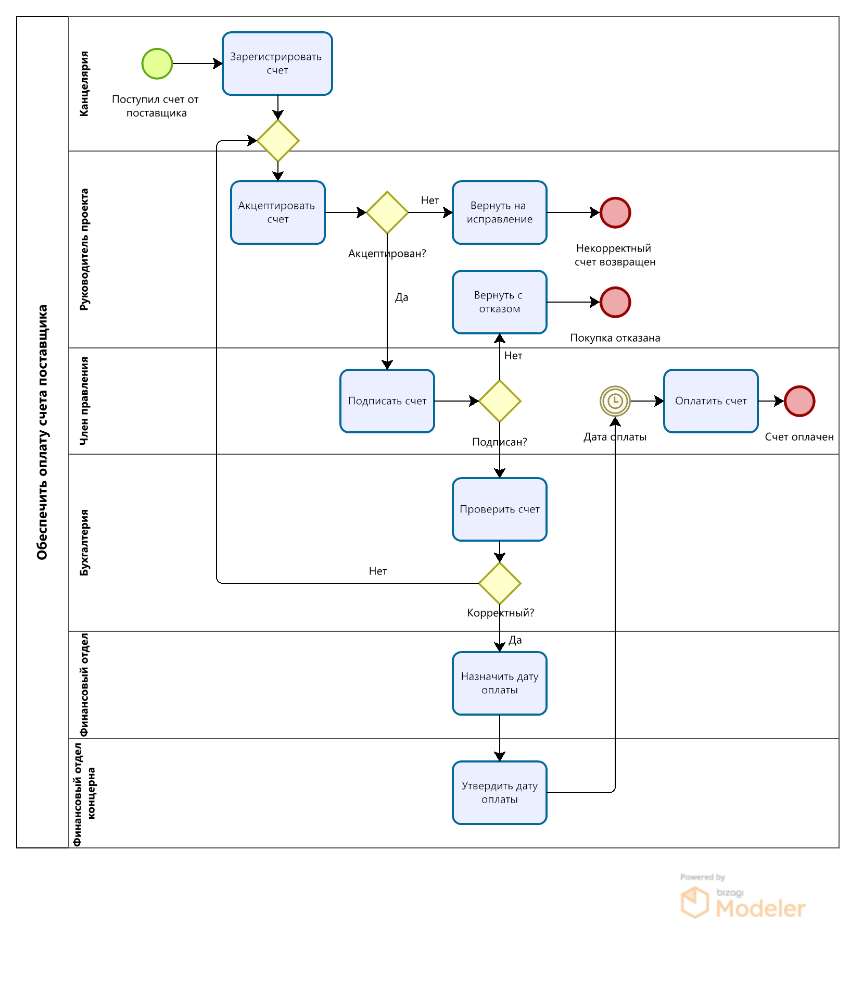 Обеспечить оплату счета поставщика
Канцелярия
Поступил счет от
поставщика
Зарегистрировать
счет
Руководитель проекта
Акцептировать
счет
Акцептирован?
Нет
Да
Вернуть на
исправление
Некорректный
счет возвращен
Вернуть с
отказом
Покупка отказана
Член правления
Подписать счет
Нет
Подписан?
Дата оплаты
Оплатить счет
Счет оплачен
Бухгалтерия
Проверить счет
Нет
Корректный?
Финансовый отдел
Да
Назначить дату
оплаты
Финансовый отдел
концерна
Утвердить дату
оплаты
Powered by
bizagi
Modeler